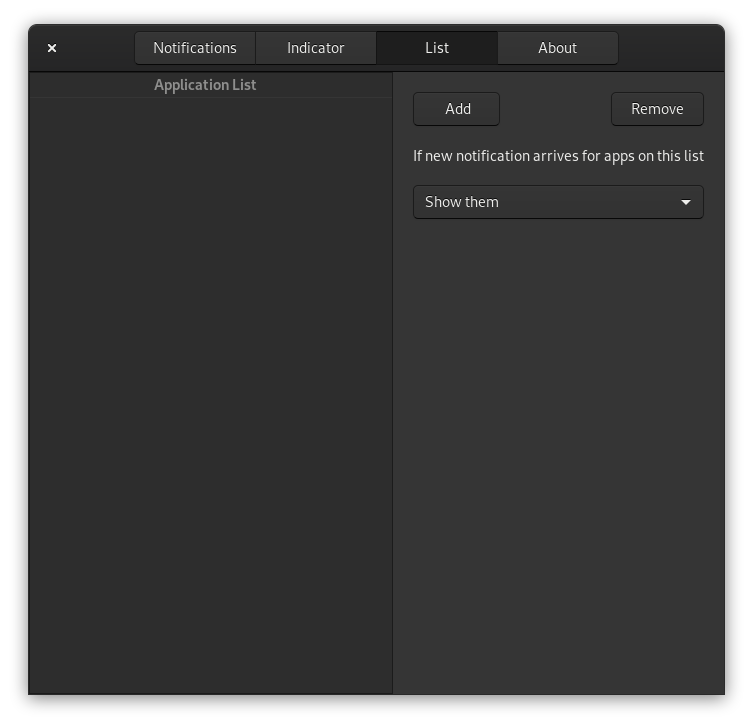 Notifications
Indicator
List
About
Application List
Add
Remove
If new notification arrives for apps on this list
Show them